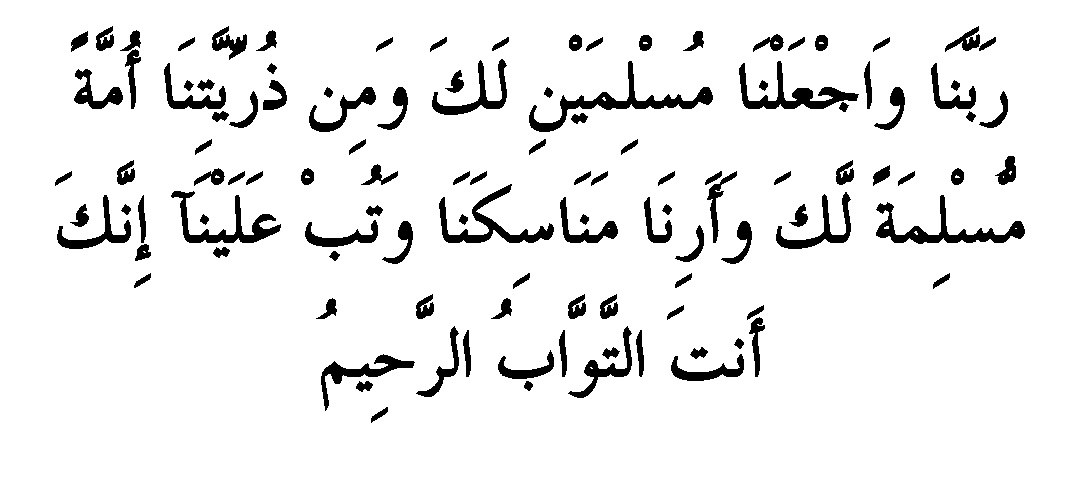 رَبَّنَا وَاجْعَلْنَا مُسْلِمَيْنِ لَكَ وَمِن ذُرِّيَّتِنَا أُمَّةً
مُّسْلِمَةً لَّكَ وَأَرِنَا مَنَاسِكَنَا وَتُبْ عَلَيْنَآ إِنَّكَ
أَنتَ التَّوَّابُ الرَّحِيمُ